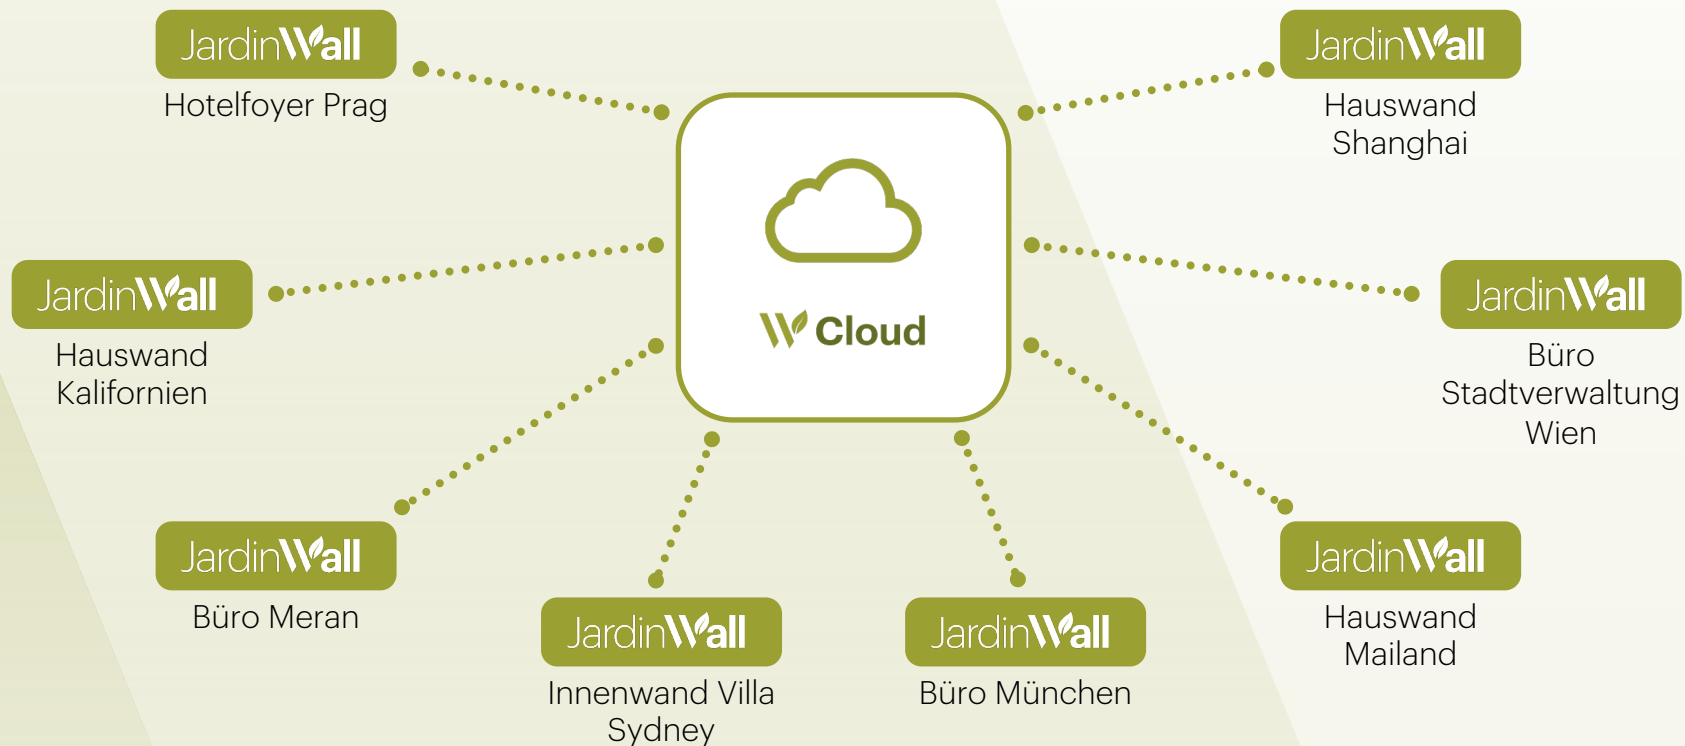 JardinWall
Hotelfoyer Prag
JardinWall
Hauswand
Shanghai
Cloud
JardinWall
Hauswand
Kalifornien
JardinWall
Büro
Stadtverwaltung
Wien
JardinWall
Büro Meran
JardinWall
Innenwand Villa
Sydney
JardinWall
Büro München
JardinWall
Hauswand
Mailand